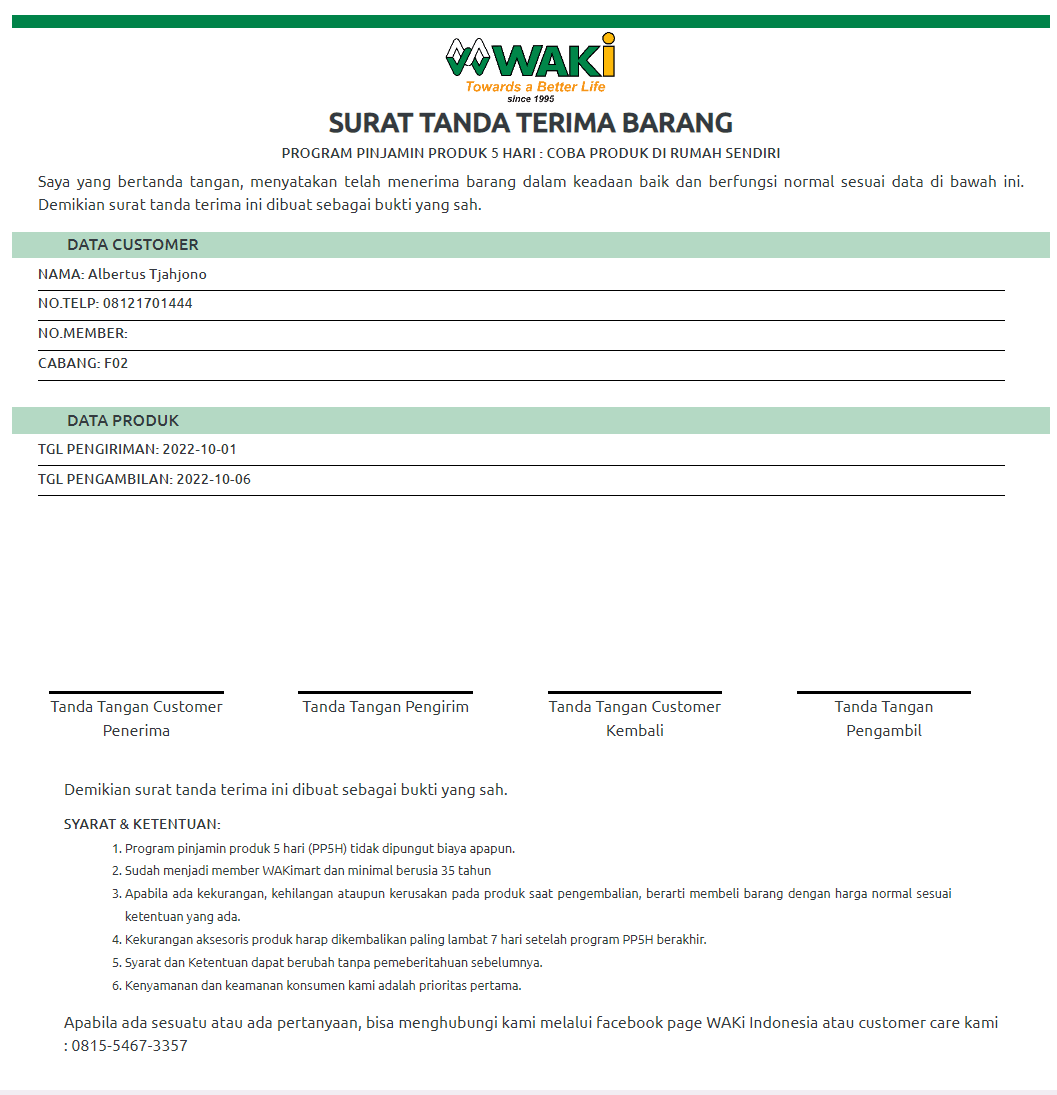 WAKi
Towards a Better Life
since 1995
SURAT TANDA TERIMA BARANG
PROGRAM PINJAMIN PRODUK 5 HARI : COBA PRODUK DI RUMAH SENDIRI
Saya yang bertanda tangan, menyatakan telah menerima barang dalam keadaan baik dan berfungsi normal sesuai data di bawah ini.
Demikian surat tanda terima ini dibuat sebagai bukti yang sah.
DATA CUSTOMER
NAMA: Albertus Tjahjono
NO.TELP: 08121701444
NO.MEMBER:
CABANG: F02
DATA PRODUK
TGL PENGIRIMAN: 2022-10-01
TGL PENGAMBILAN: 2022-10-06
Tanda Tangan Customer
Penerima
Tanda Tangan Pengirim
Tanda Tangan Customer
Kembali
Tanda Tangan
Pengambil
Demikian surat tanda terima ini dibuat sebagai bukti yang sah.
SYARAT & KETENTUAN:
1. Program pinjamin produk 5 hari (PP5H) tidak dipungut biaya apapun.
2. Sudah menjadi member WAKimart dan minimal berusia 35 tahun
3. Apabila ada kekurangan, kehilangan ataupun kerusakan pada produk saat pengembalian, berarti membeli barang dengan harga normal sesuai
ketentuan yang ada.
4. Kekurangan aksesoris produk harap dikembalikan paling lambat 7 hari setelah program PP5H berakhir.
5. Syarat dan Ketentuan dapat berubah tanpa pemeberitahuan sebelumnya.
6. Kenyamanan dan keamanan konsumen kami adalah prioritas pertama.
Apabila ada sesuatu atau ada pertanyaan, bisa menghubungi kami melalui facebook page WAKi Indonesia atau customer care kami
: 0815-5467-3357